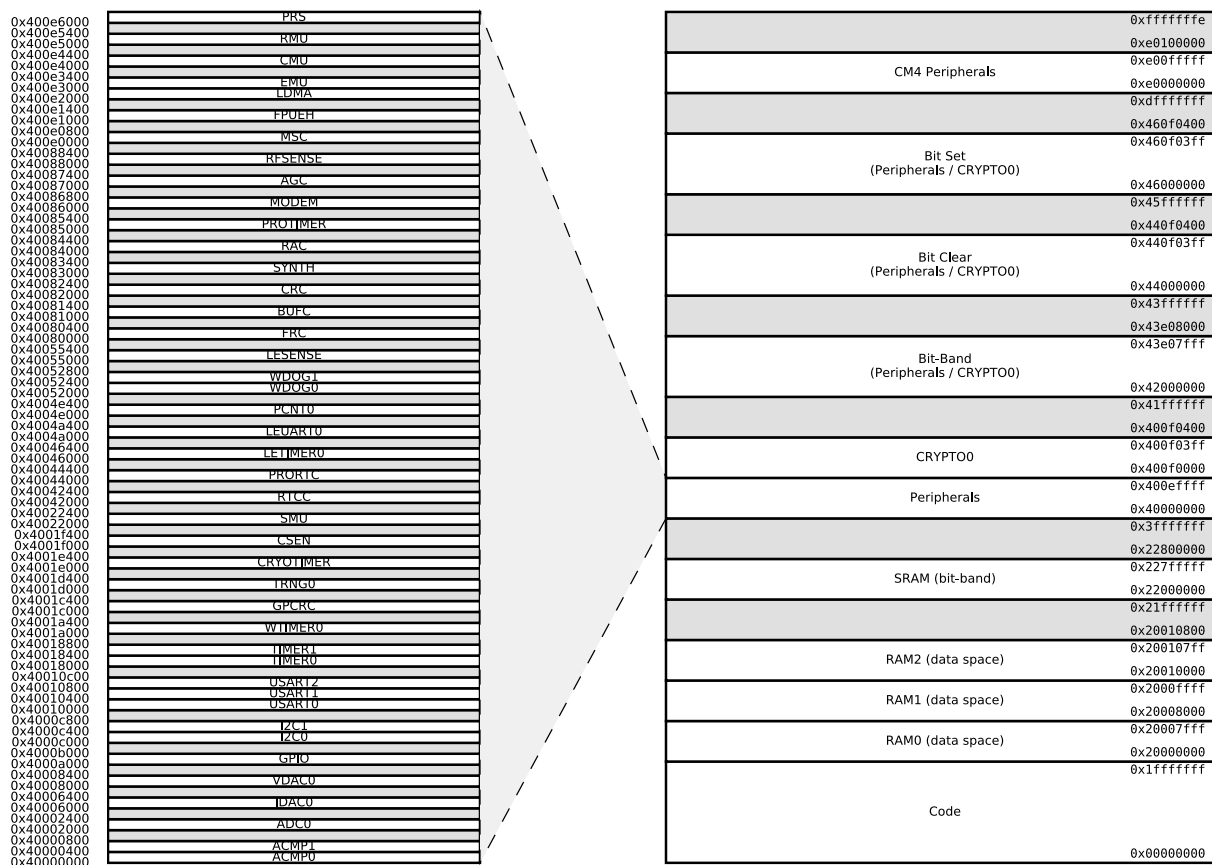 PRS
0x400e6000
0x400e5400
RMU
0x400e5000
0x400e4400
CMU
0x400e4000
0x400e3400
EMU
0x400e3000
LDMA
0x400e2000
0x400e1400
FPUEH
0x400e1000
0x400e0800
MSC
0x400e0000
0x40088400
RFSENSE
0x40088000
0x40087400
AGC
0x40087000
0x40086800
MODEM
0x40086000
0x40085400
PROTIMER
0x40085000
0x40084400
RAC
0x40084000
0x40083400
SYNTH
0x40083000
0x40082400
CRC
0x40082000
0x40081400
BUFC
0x40081000
0x40080400
FRC
0x40080000
0x40055400
LESENSE
0x40055000
0x40052800
WDOG1
0x40052400
WDOG0
0x40052000
0x4004e400
PCNT0
0x4004e000
0x4004a400
LEUART0
0x4004a000
0x40046400
LETIMER0
0x40046000
0x40044400
PRORTC
0x40044000
0x40042400
RTCC
0x40042000
0x40022400
SMU
0x40022000
0x4001f400
CSEN
0x4001f000
0x4001e400
CRYOTIMER
0x4001e000
0x4001d400
TRNG0
0x4001d000
0x4001c400
GPCRC
0x4001c000
0x4001a400
WTIMER0
0x4001a000
0x40018800
TIMER1
0x40018400
TIMER0
0x40018000
0x40010c00
USART2
0x40010800
USART1
0x40010400
USART0
0x40010000
0x4000c800
I2C1
0x4000c400
I2C0
0x4000c000
0x4000b000
GPIO
0x4000a000
0x40008400
VDAC0
0x40008000
0x40006400
IDAC0
0x40006000
0x40002400
ADC0
0x40002000
0x40000800
ACMP1
0x40000400
ACMP0
0x40000000
0xfffffffe
0xe0100000
0xe00fffff
CM4 Peripherals
0xe0000000
0xdfffffff
0x460f0400
0x460f03ff
Bit Set
(Peripherals / CRYPTO0)
0x46000000
0x45ffffff
0x440f0400
0x440f03ff
Bit Clear
(Peripherals / CRYPTO0)
0x44000000
0x43ffffff
0x43e08000
0x43e07fff
Bit-Band
(Peripherals / CRYPTO0)
0x42000000
0x41ffffff
0x400f0400
0x400f03ff
CRYPTO0
0x400f0000
0x400effff
Peripherals
0x40000000
0x3fffffff
0x22800000
0x227fffff
SRAM (bit-band)
0x22000000
0x21ffffff
0x20010800
0x200107ff
RAM2 (data space)
0x20010000
0x2000ffff
RAM1 (data space)
0x20008000
0x20007fff
RAM0 (data space)
0x20000000
0x1fffffff
Code
0x00000000